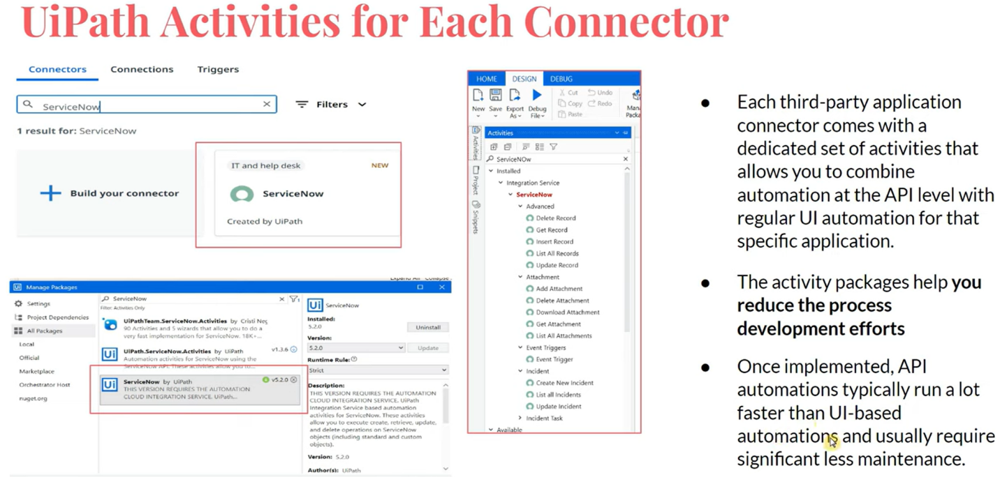 UiPath Activities for Each Connector
Connectors Connections Triggers
ServiceNow
Filters
1 result for: ServiceNow
Build your connector
IT and help desk NEW
ServiceNow
Created by UiPath
Expand All Collapse
Manage Packages
Settings
Project Dependencies
All Packages
Local
Official
Marketplace
Orchestrator Host
nuget.org
ServiceNow
Filter: Activities Only
UiPathTeam.ServiceNow.Activities by Cristi Neg
90 Activities and 5 wizards that allow you to do a
very fast implementation for ServiceNow. 18K+...
UiPath.ServiceNow.Activities by UiPath v1.3.6
Automation activities for ServiceNow using the
ServiceNow API. These activities allow you to...
ServiceNow by UiPath v5.2.0
THIS VERSION REQUIRES THE AUTOMATION
CLOUD INTEGRATION SERVICE. UiPath...
Ui ServiceNow
Installed:
5.2.0 Uninstall
Version:
5.2.0 Update
Runtime Rule:
Strict
Description:
THIS VERSION REQUIRES THE AUTOMATION
CLOUD INTEGRATION SERVICE. UiPath
Integration Service based automation
activities for ServiceNow. These activities
allow you to execute create, retrieve, update,
and delete operations on ServiceNow
objects (including standard and custom
objects).
Version: 5.2.0
Author(s): UiPath
HOME DESIGN DEBUG
New Save Export As Debug File
Cut Undo
Copy Redo
Paste
Mana
Packa
Activities
Activities
Project
Snippets
ServiceNOw
Installed
Integration Service
ServiceNow
Advanced
Delete Record
Get Record
Insert Record
List All Records
Update Record
Attachment
Add Attachment
Delete Attachment
Download Attachment
Get Attachment
List All Attachments
Event Triggers
Event Trigger
Incident
Create New Incident
List all Incidents
Update Incident
Incident Task
Available
● Each third-party application
connector comes with a
dedicated set of activities that
allows you to combine
automation at the API level with
regular UI automation for that
specific application.
● The activity packages help you
reduce the process
development efforts
● Once implemented, API
automations typically run a lot
faster than UI-based
automations and usually require
significant less maintenance.